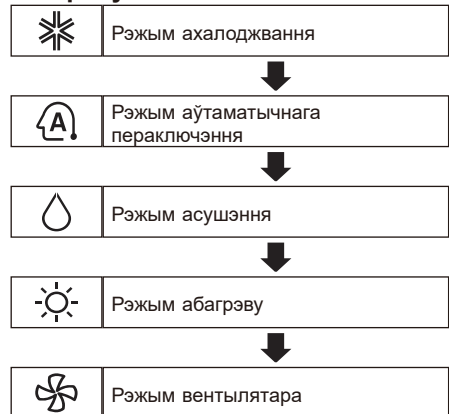 Рэжым ахалоджвання
A
Рэжым аўтаматычнага
пераключэння
Рэжым асушэння
Рэжым абагрэву
Рэжым вентылятара